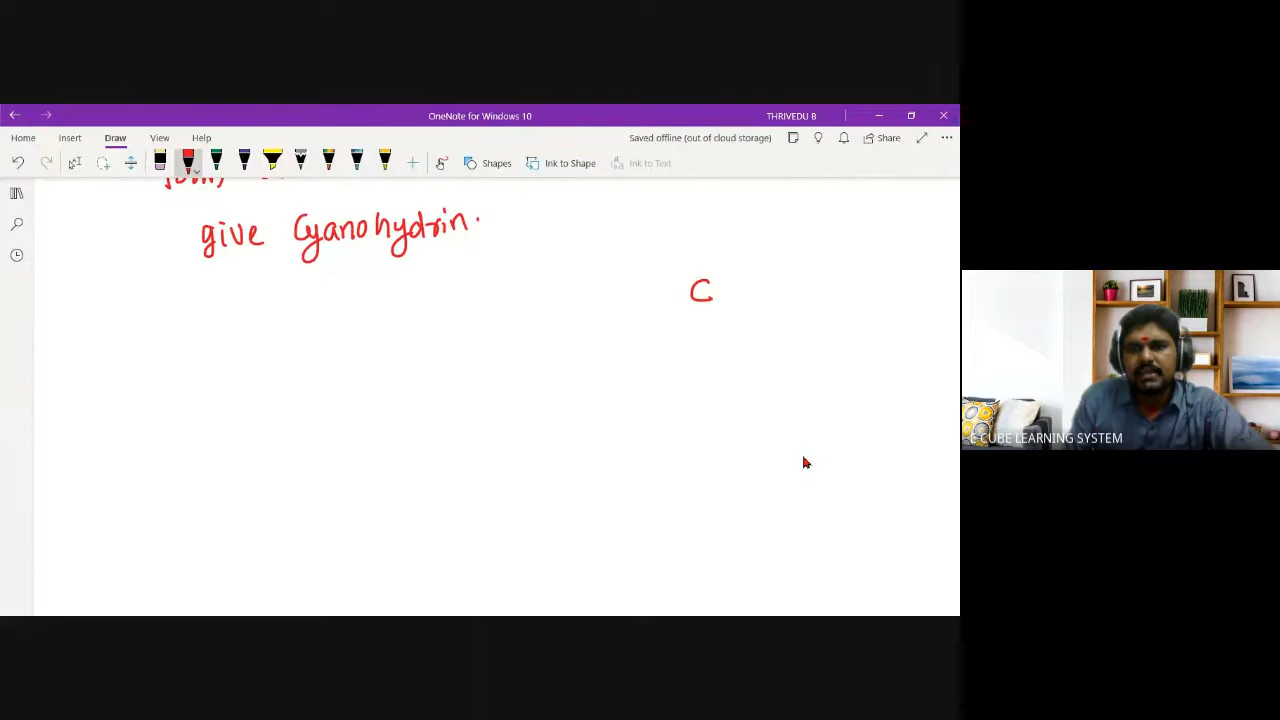 OneNote for Windows 10
THRIVEDU B
Home Insert Draw View Help
Saved offline (out of cloud storage)
Share
Shapes
Ink to Shape
Ink to Text
give Cyanohydrin.
C
E CUBE LEARNING SYSTEM